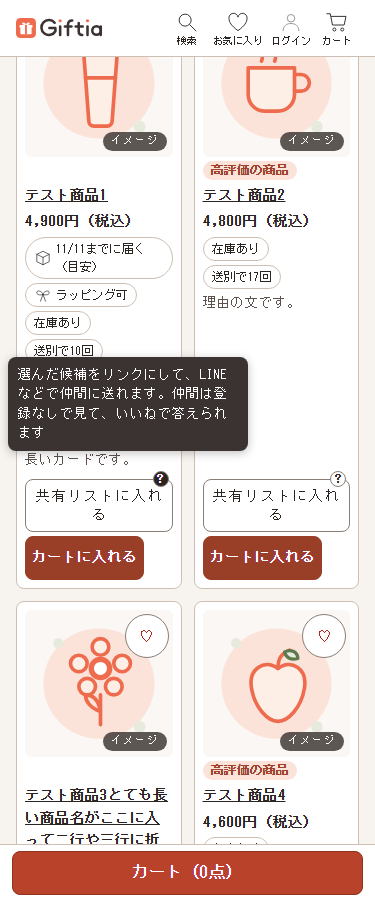 Giftia
検索
お気に入り
ログイン
カート
イメージ
テスト商品1
4,900円（税込）
11/11までに届く
（目安）
ラッピング可
在庫あり
送別で10回
選んだ候補をリンクにして、LINE
などで仲間に送れます。仲間は登
録なしで見て、いいねで答えられ
ます
長いカードです。
?
共有リストに入れ
る
カートに入れる
イメージ
高評価の商品
テスト商品2
4,800円（税込）
在庫あり
送別で17回
理由の文です。
?
共有リストに入れ
る
カートに入れる
イメージ
テスト商品3とても長
い商品名がここに入
って二行や三行に折
イメージ
高評価の商品
テスト商品4
4,600円（税込）
カート（0点）